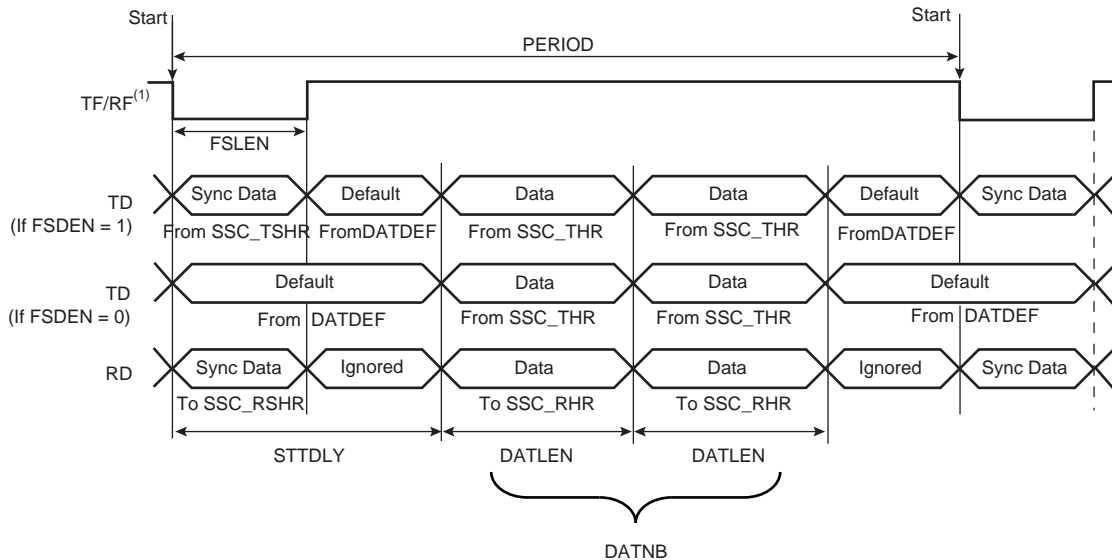 Start
Start
PERIOD
TF/RF(1)
FSLEN
TD
(If FSDEN = 1)
Sync Data
Default
Data
Data
Default
Sync Data
From SSC_TSHR
FromDATDEF
From SSC_THR
From SSC_THR
FromDATDEF
TD
(If FSDEN = 0)
Default
Data
Data
Default
From DATDEF
From SSC_THR
From SSC_THR
From DATDEF
RD
Sync Data
Ignored
Data
Data
Ignored
Sync Data
To SSC_RSHR
To SSC_RHR
To SSC_RHR
STTDLY
DATLEN
DATLEN
DATNB